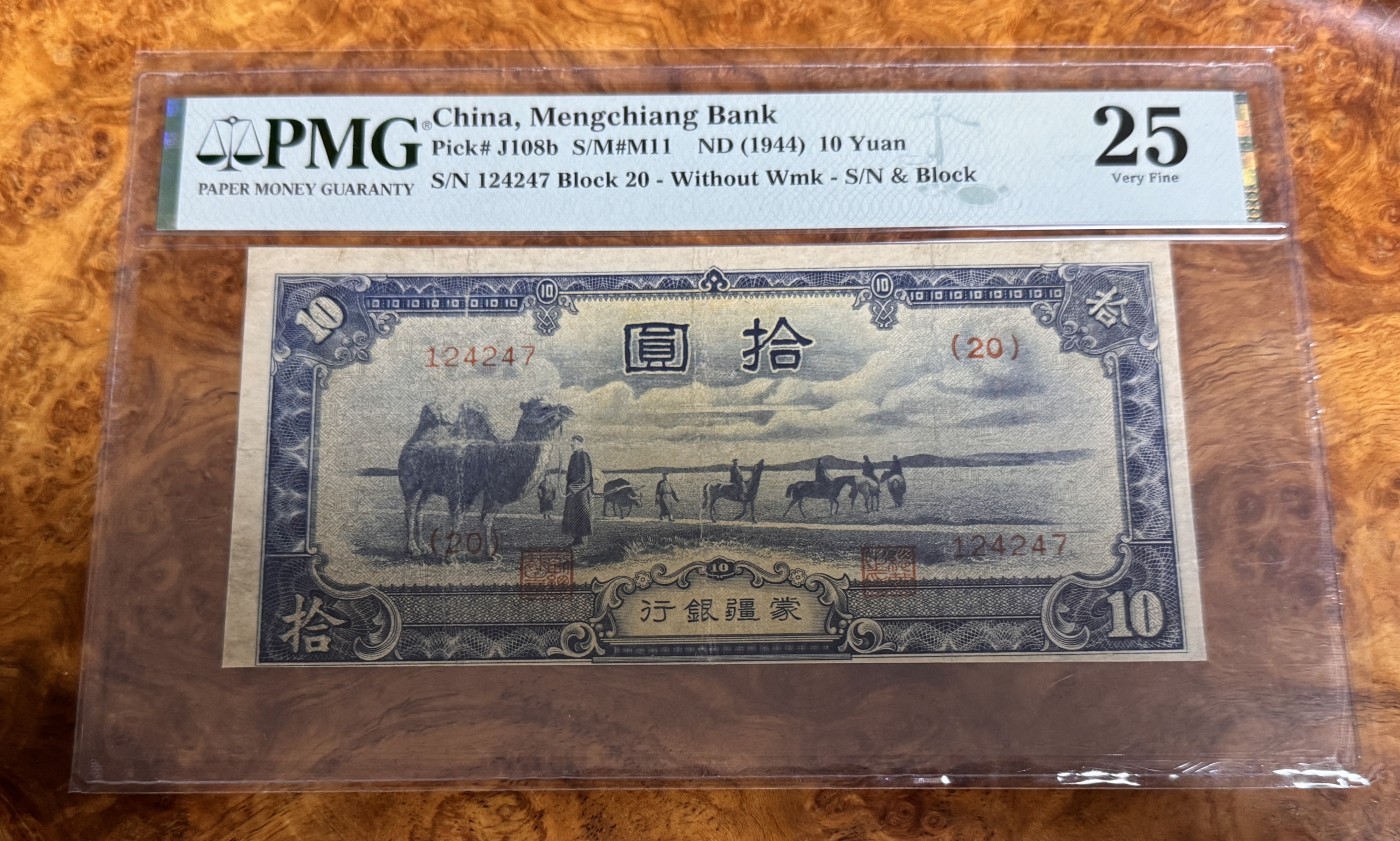 PMG®
PAPER MONEY GUARANTY
China, Mengchiang Bank
Pick# J108b S/M#M11 ND (1944) 10 Yuan
S/N 124247 Block 20 - Without Wmk - S/N & Block
25
Very Fine
10
10
10
拾
124247
圓 拾
(20)
(20)
124247
10
行銀疆蒙
拾
10